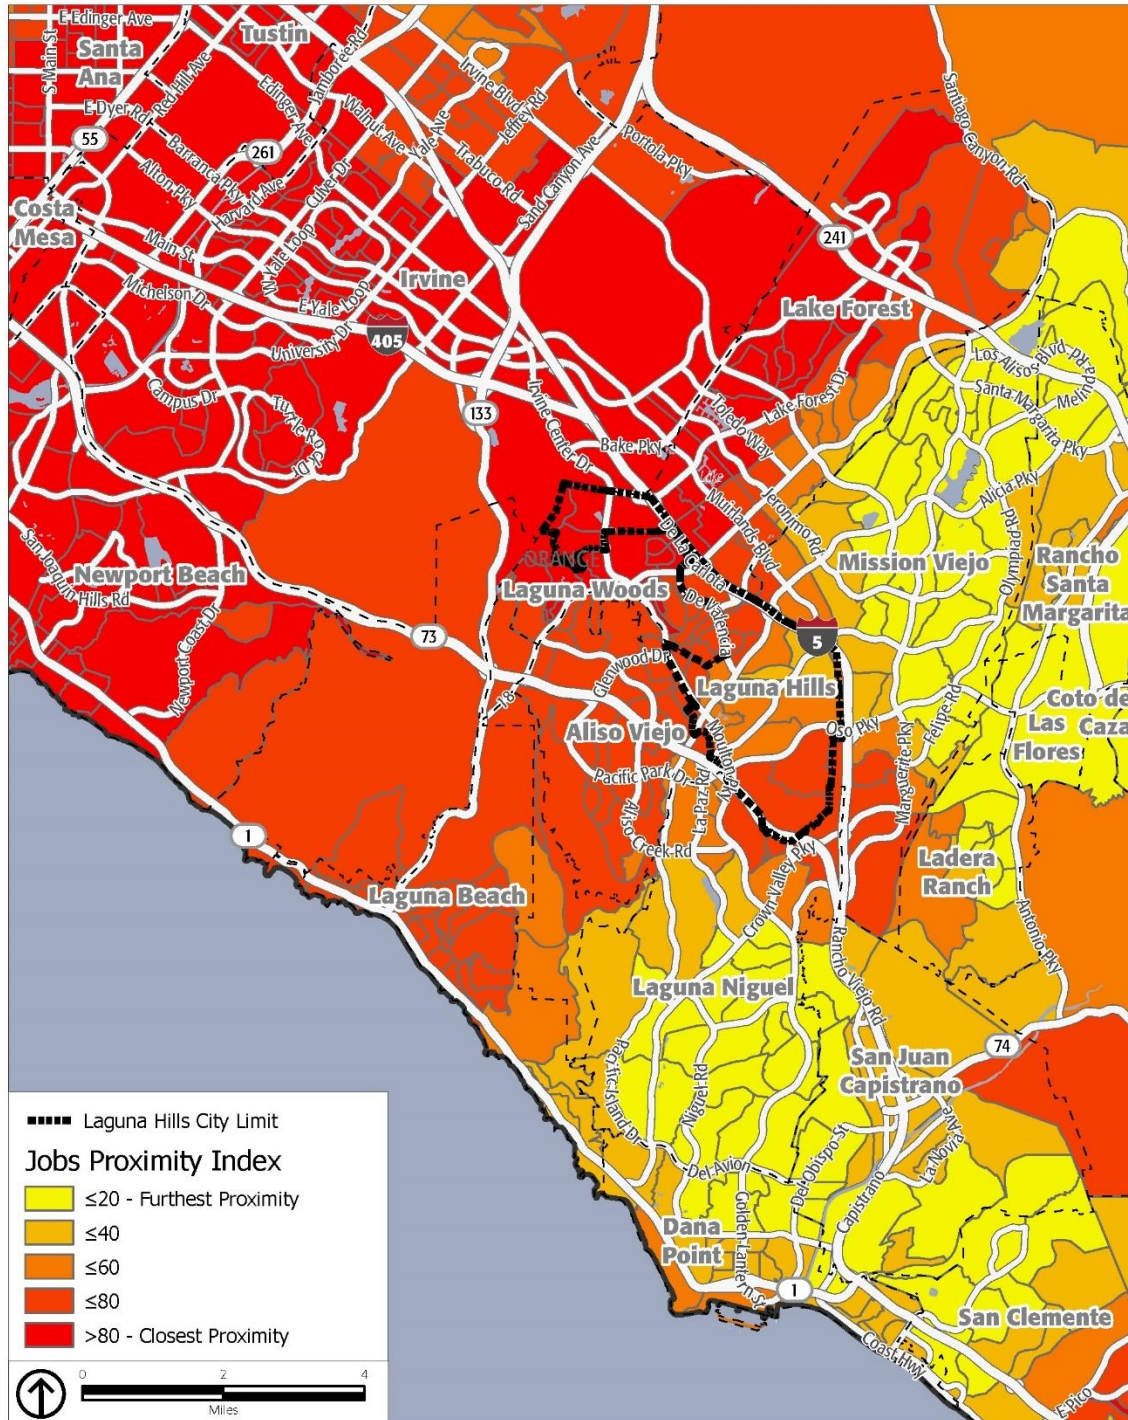 E Edinger Ave
Tustin
Santa
Ana
S Main St
Red Hill Ave
Edinger Ave
Jamboree Rd
Irvine Blvd
Jeffrey Rd
E Dyer Rd
Walnut Ave
Yale Ave
Portola Pky
Santiago Canyon Rd
55
Barranca Pky
261
Trabuco Rd
Alton Pky
Harvard Ave
Culver Dr
Sand Canyon Ave
Costa
Mesa
241
Main St
W Yale Loop
Irvine
Michelson Dr
E Yale Loop
Lake Forest
405
University Dr
Los Alisos Blvd
Santa Margarita Pky
Melinda Rd
Campus Dr
Turtle Rock Dr
133
Irvine Center Dr
Toledo Way
Lake Forest Dr
Bake Pky
Lake
Alicia Pky
Muirlands Blvd
Jeronimo Rd
San Joaquin Hills Rd
Newport Beach
ORANGE
De La Carlota
Mission Viejo
Olympiad Rd
Rancho
Santa
Margarita
Laguna Woods
De Valencia
Newport Coast Dr
73
5
Glenwood Dr
Laguna Hills
18
Aliso Viejo
Moulton Pky
Oso Pky
Felipe Rd
Coto de
Caza
Las
Flores
Pacific Park Dr
La Paz Rd
Marguerite Pky
Aliso Creek Rd
1
Crown Valley Pky
Ladera
Ranch
Laguna Beach
Antonio Pky
Rancho Viejo Rd
Laguna Niguel
Pacific Island Dr
Niguel Rd
San Juan
Capistrano
74
La Novia Ave
Del Avion
Del Obispo St
Capistrano
Golden Lantern St
Dana
Point
1
San Clemente
Coast Hwy
E Pico
Laguna Hills City Limit
Jobs Proximity Index
≤20 - Furthest Proximity
≤40
≤60
≤80
>80 - Closest Proximity
0 2 4
Miles